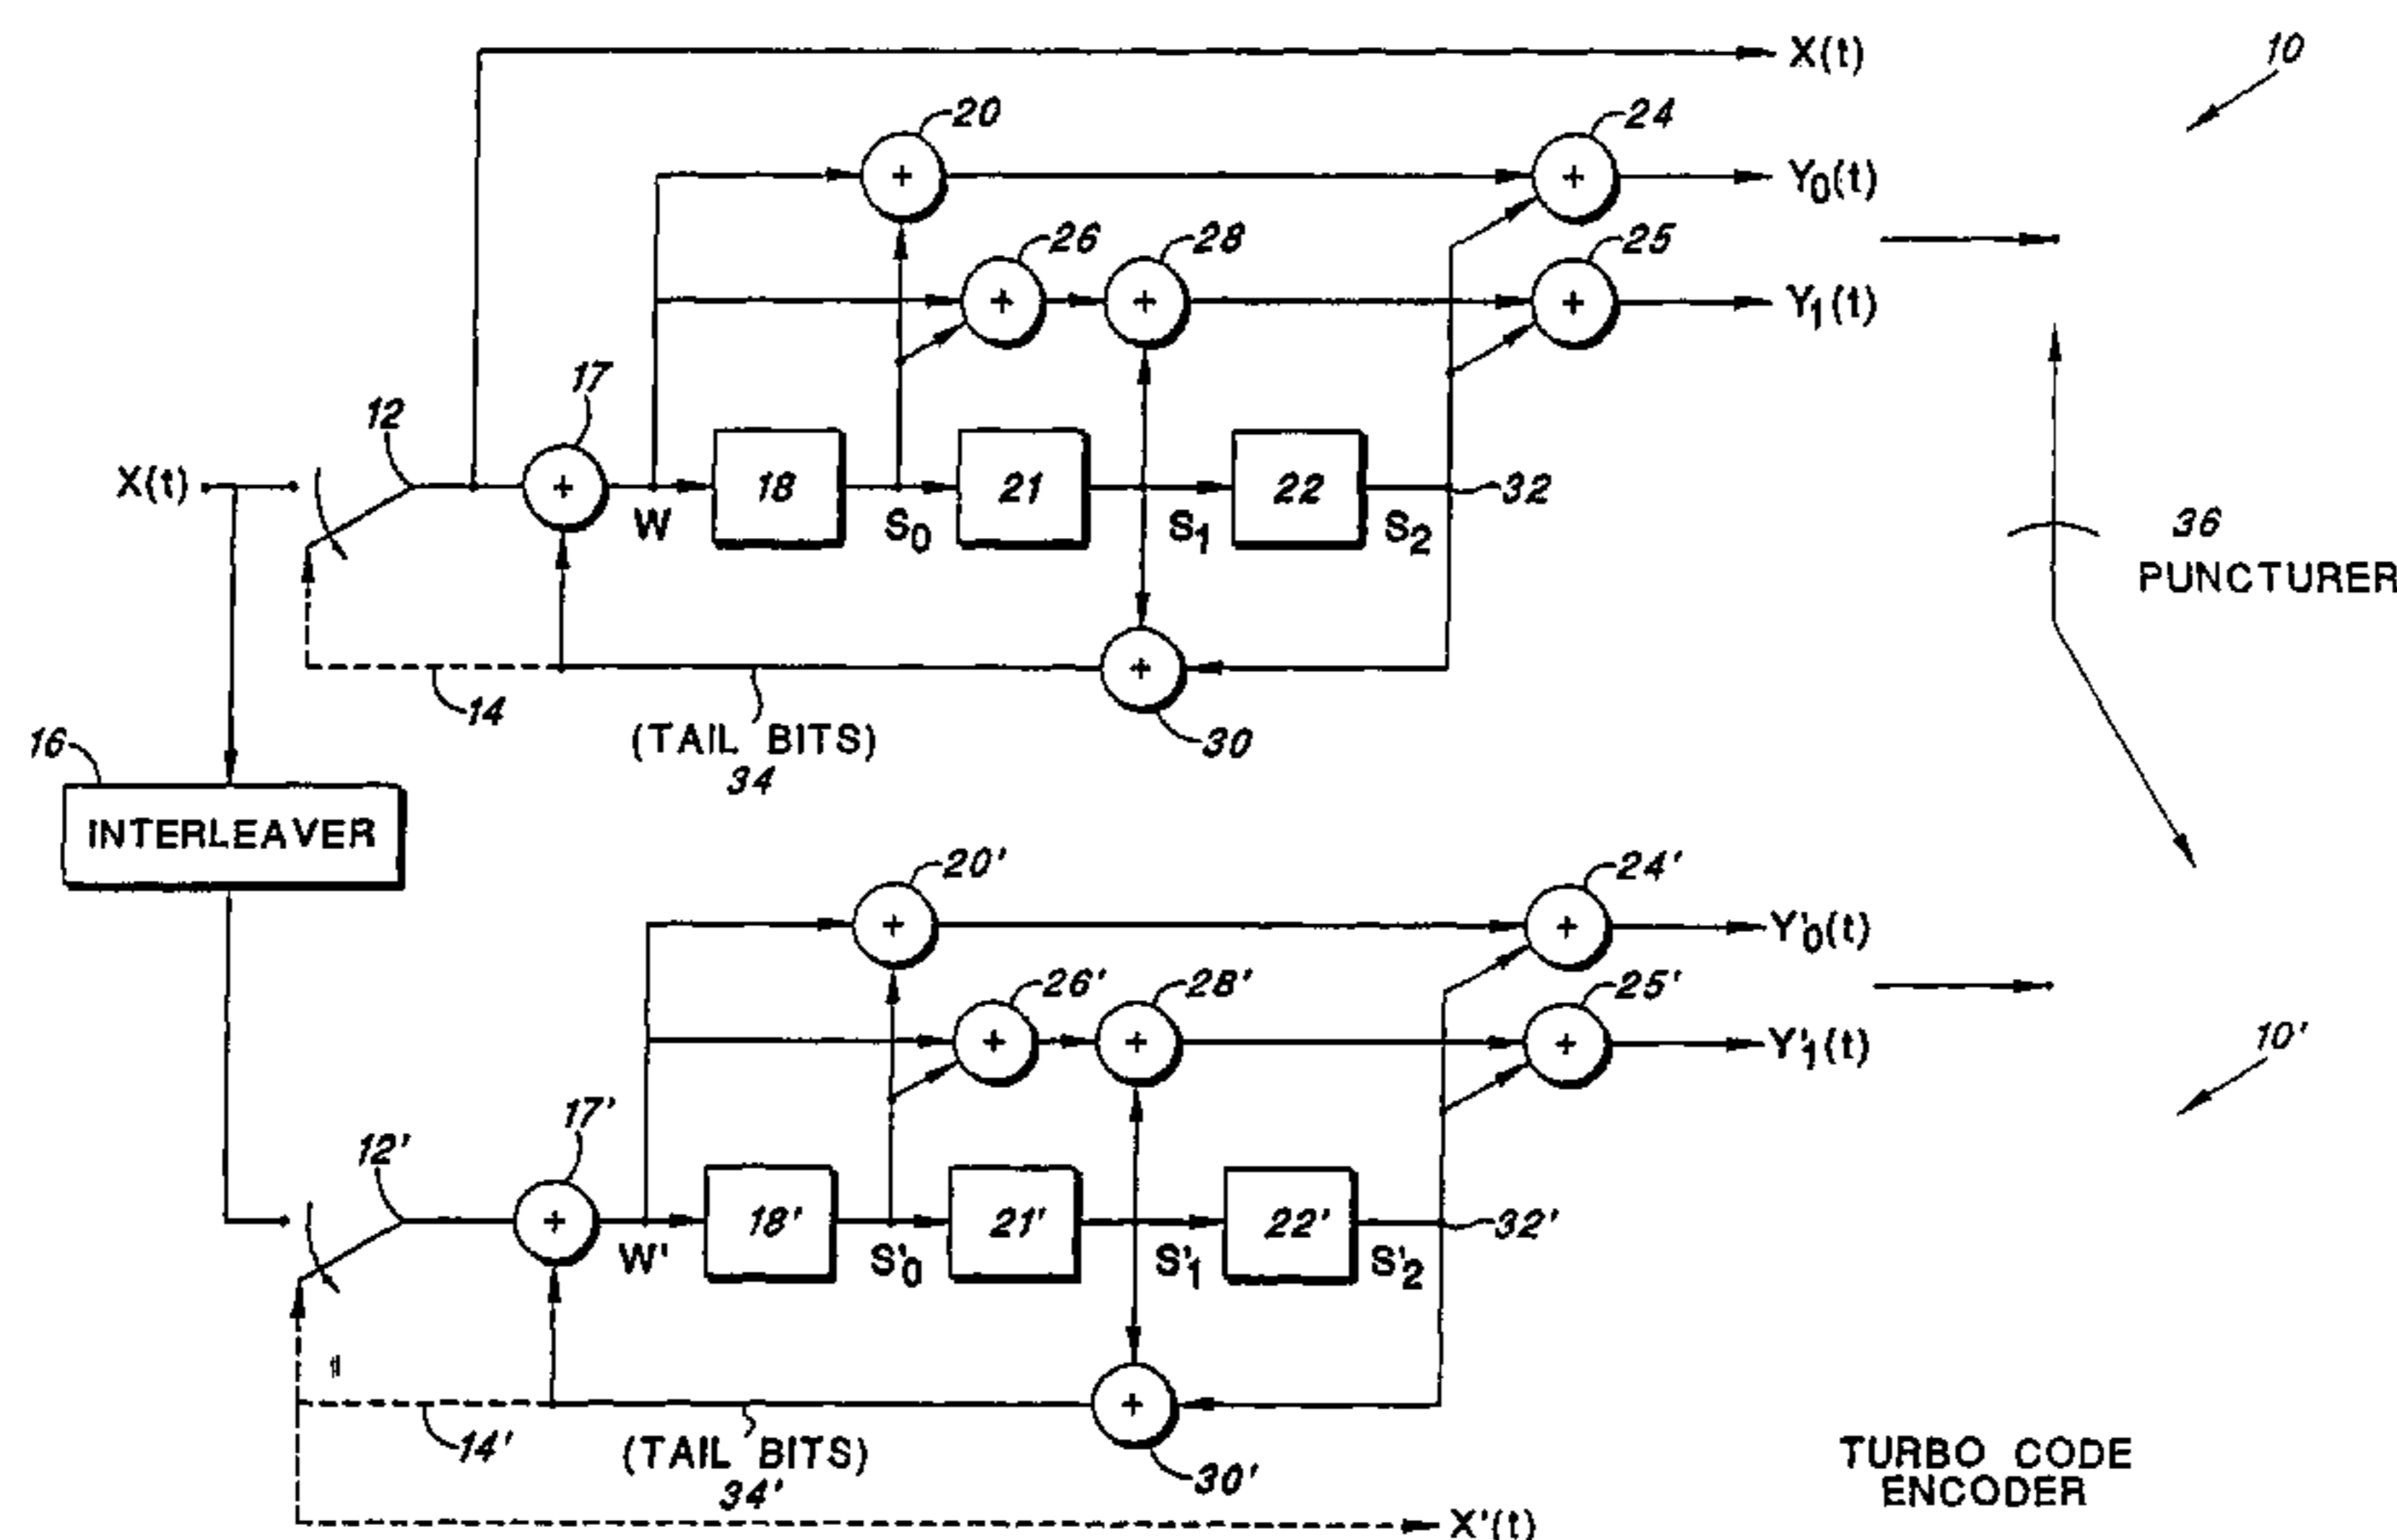 X(t)
10
20
24
Y0(t)
26
28
25
Y1(t)
17
12
X(t)
18
21
22
32
W
S0
S1
S2
36
PUNCTURER
14
(TAIL BITS)
34
30
16
INTERLEAVER
20'
24'
Y'0(t)
26'
28'
25'
Y'1(t)
10'
17'
12'
18'
21'
22'
32'
W'
S'0
S'1
S'2
14'
(TAIL BITS)
34'
30'
TURBO CODE
ENCODER
X'(t)